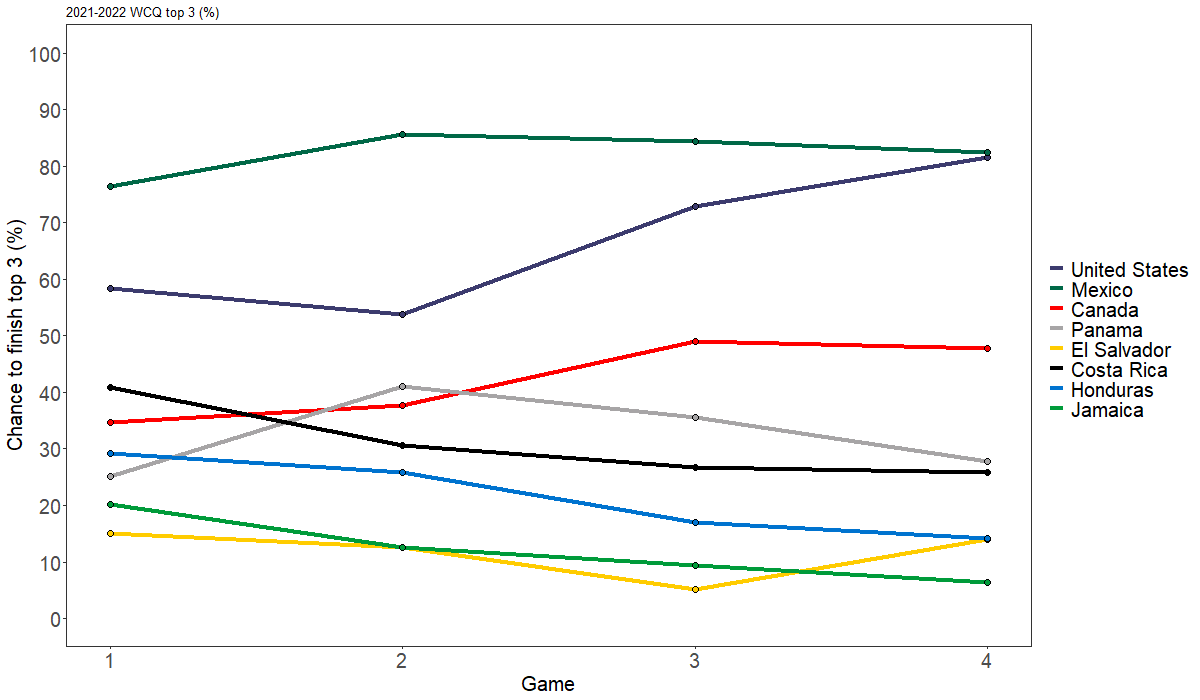 2021-2022 WCQ top 3 (%)
100
90
80
70
60
50
40
30
20
10
0
Chance to finish top 3 (%)
1
2
3
4
Game
United States
Mexico
Canada
Panama
El Salvador
Costa Rica
Honduras
Jamaica